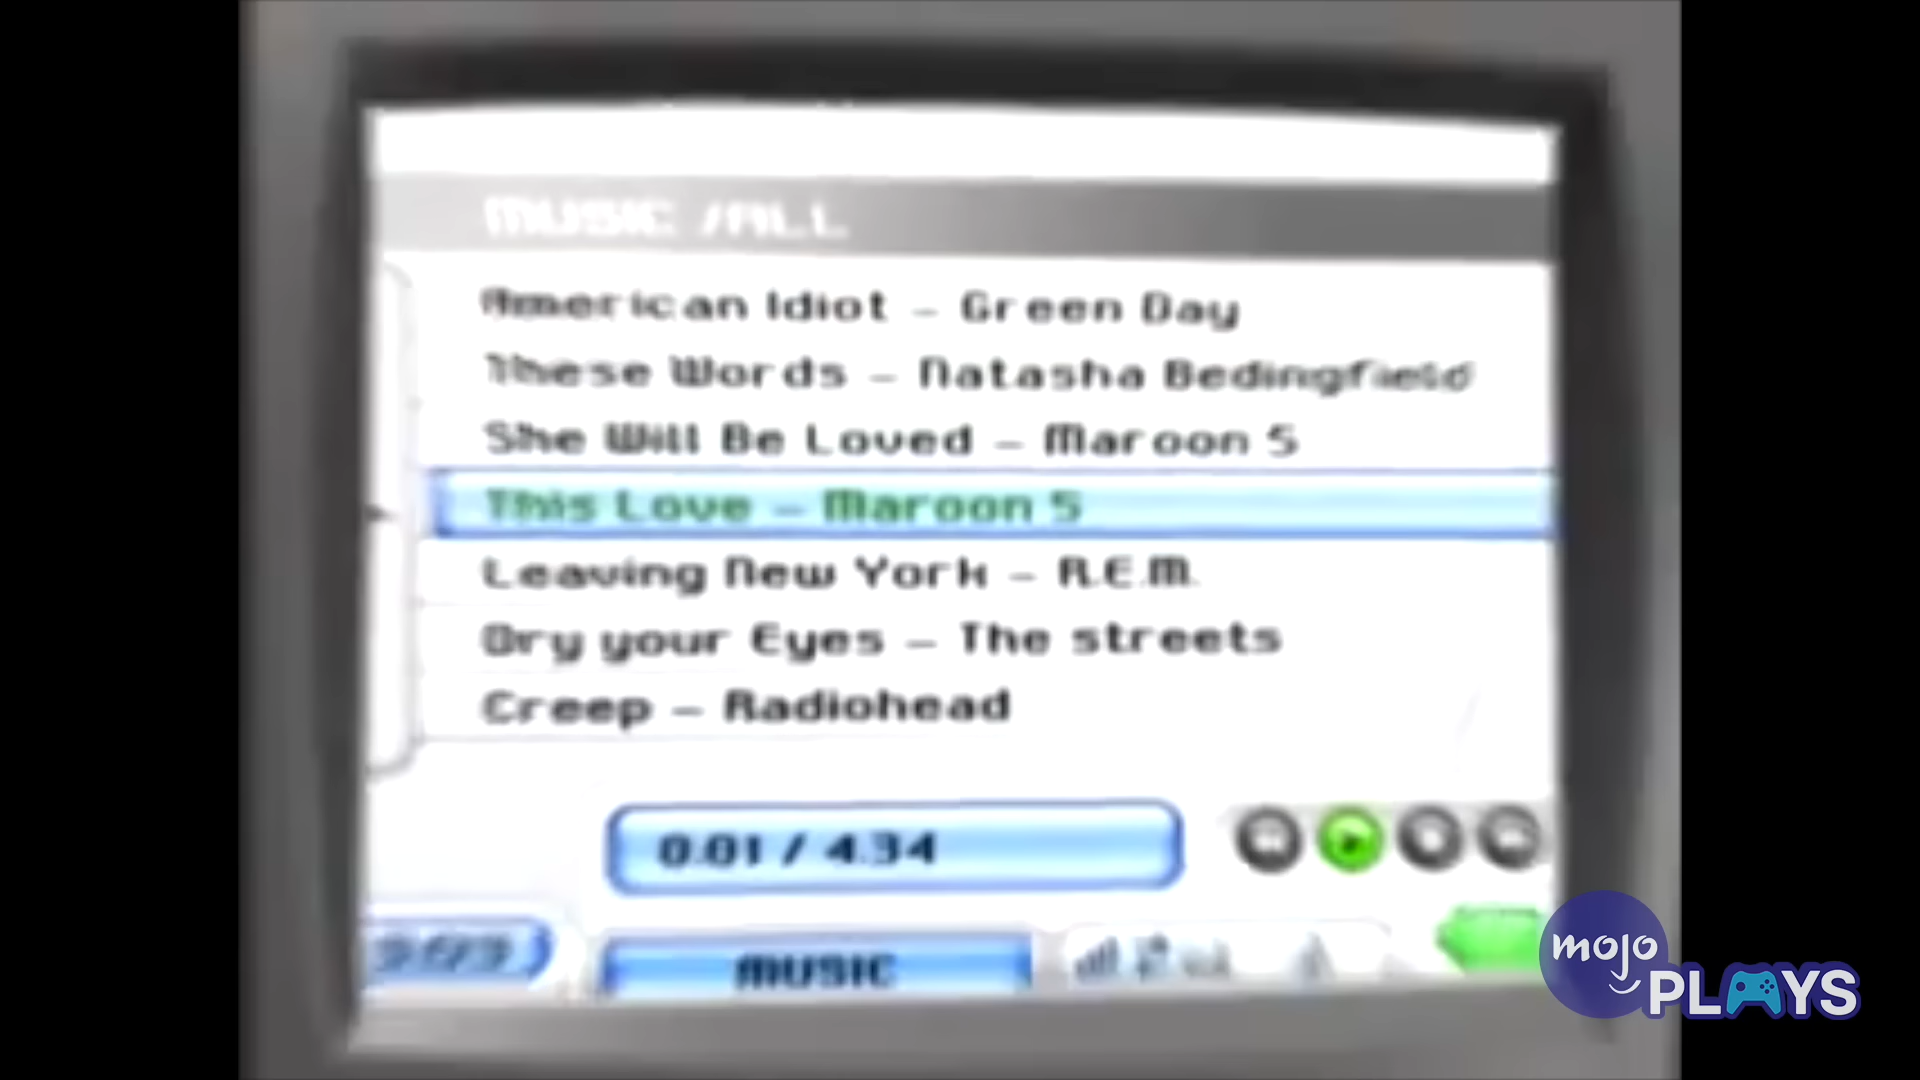 MUSIC /ALL
American Idiot - Green Day
These Words - Natasha Bedingfield
She Will Be Loved - Maroon 5
This Love - Maroon 5
Leaving New York - R.E.M.
Dry your Eyes - The streets
Creep - Radiohead
0.01 / 4.34
MUSIC
mojo
PLAYS